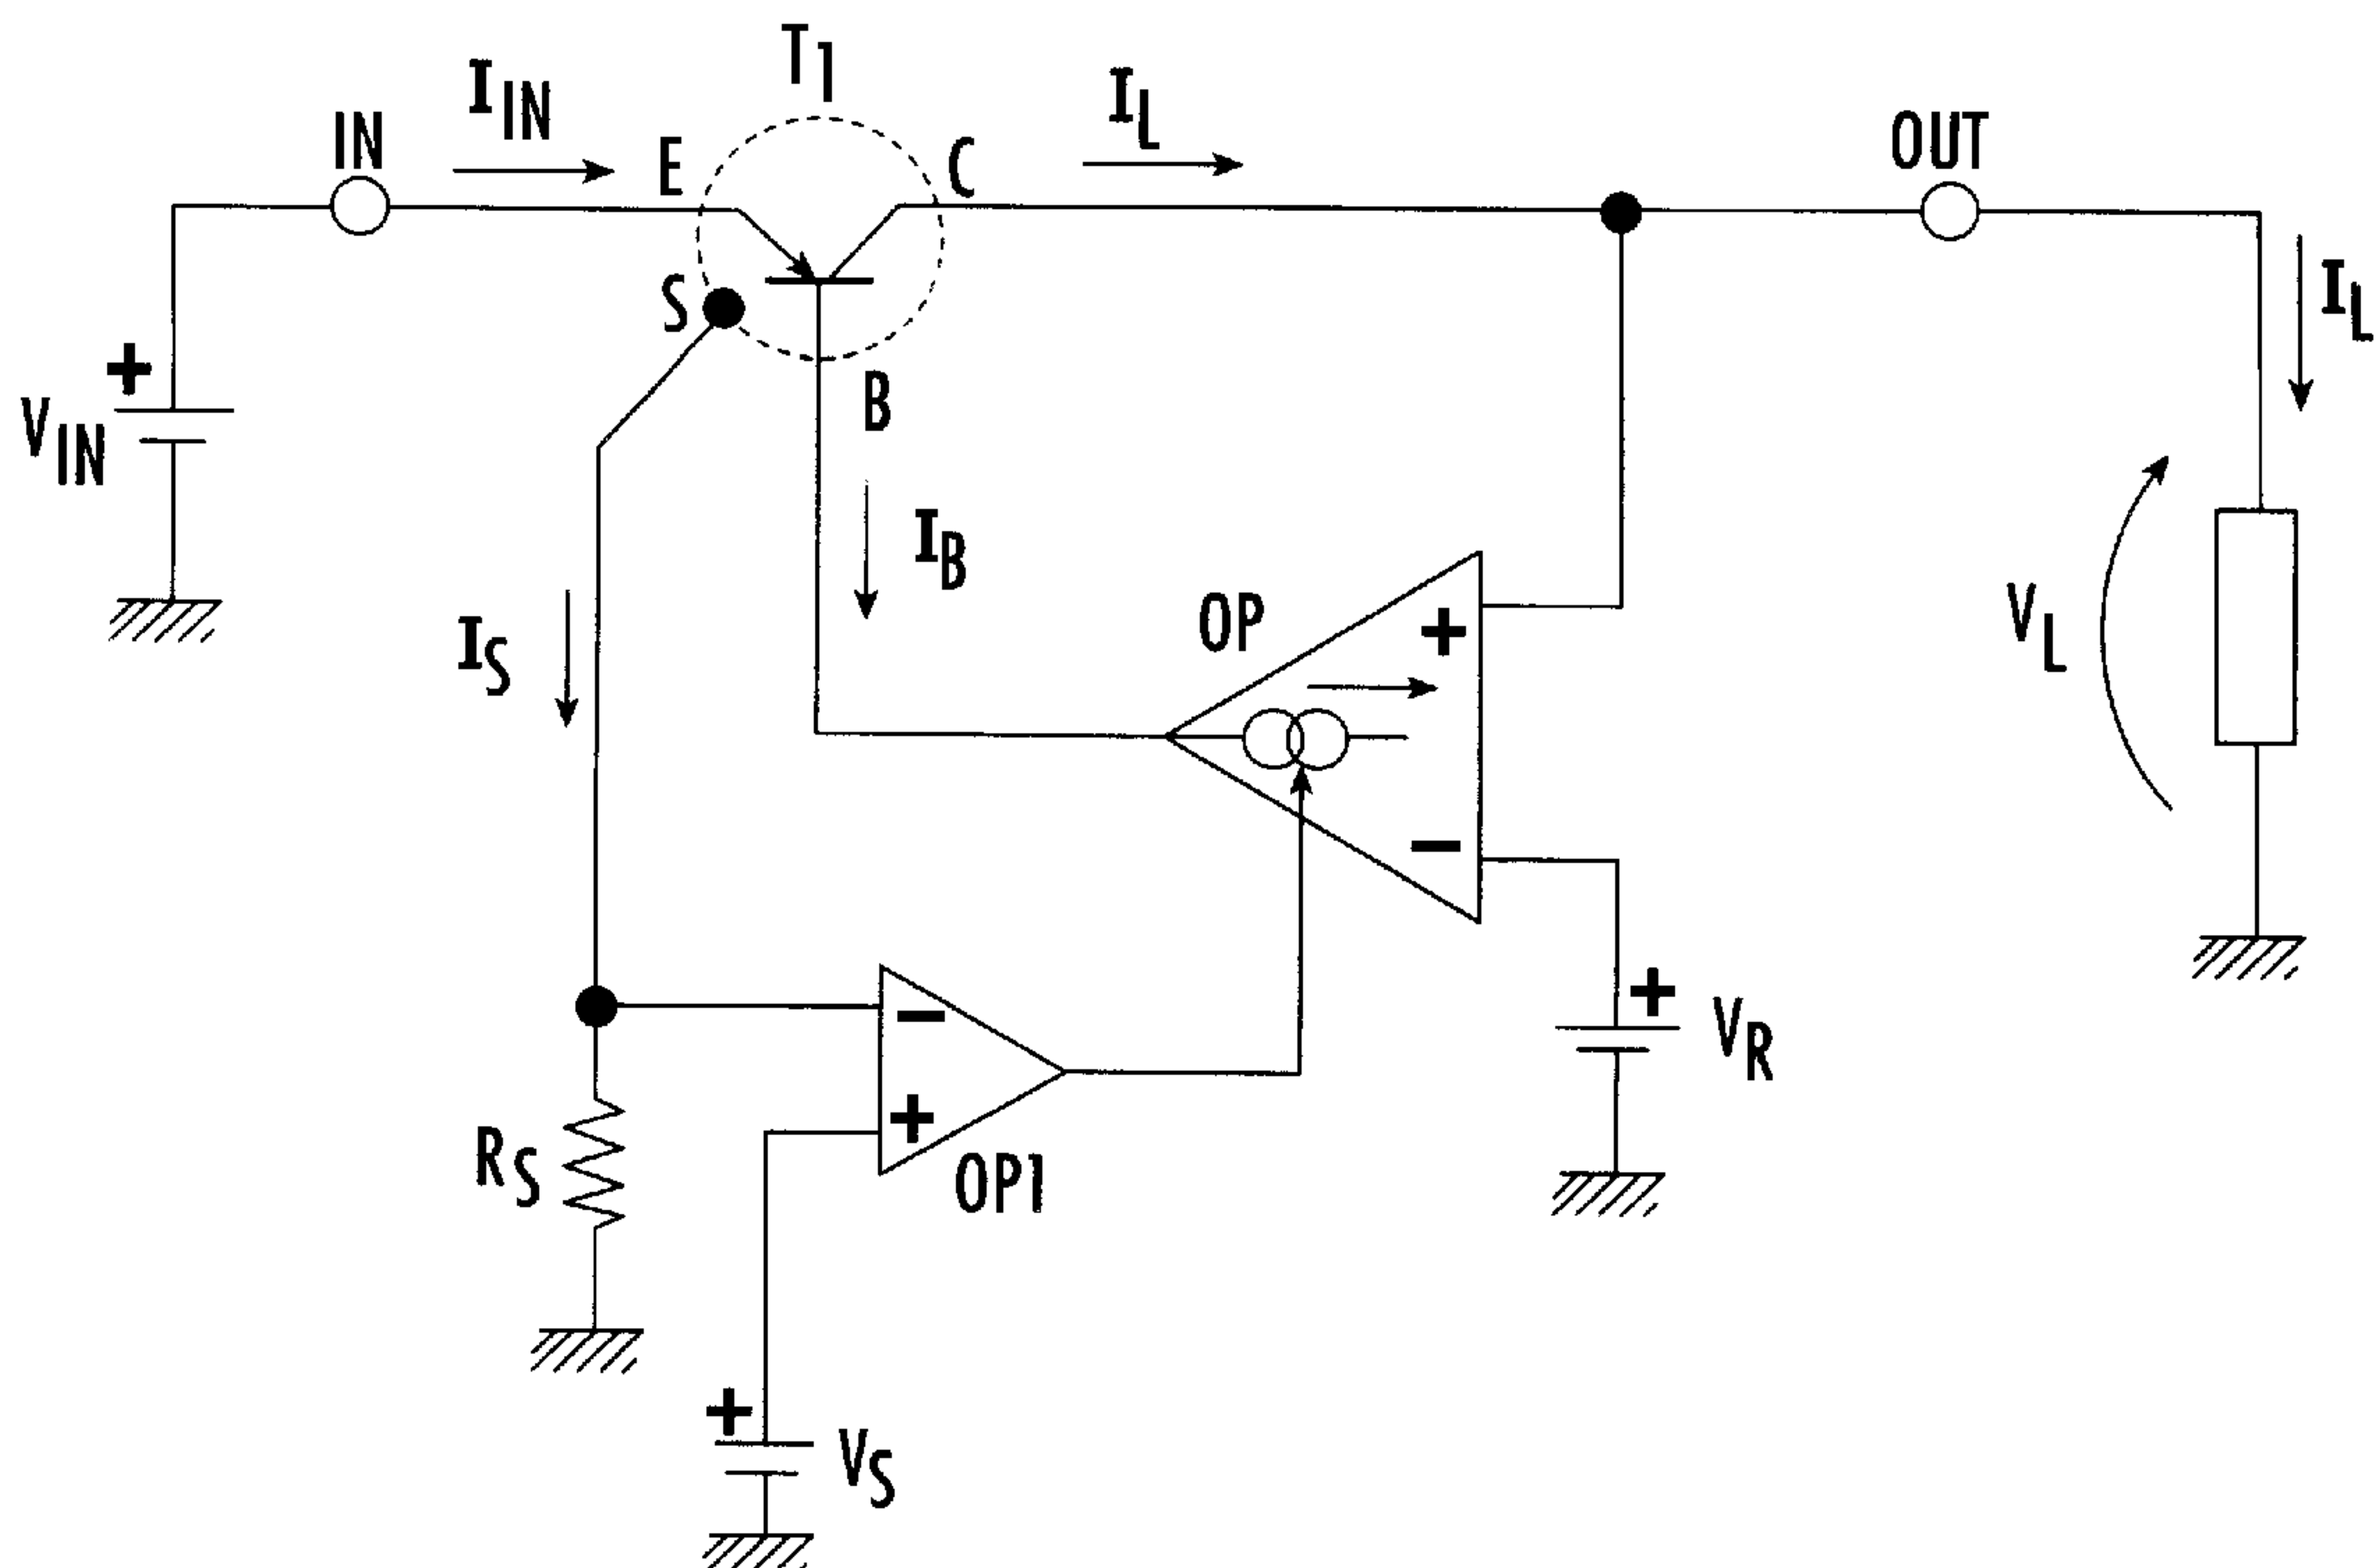 T1
IIN
IL
IN
E
C
OUT
S
IL
+
B
VIN
IB
OP
+
VL
IS
−
+
VR
−
RS
+
OP1
+
VS